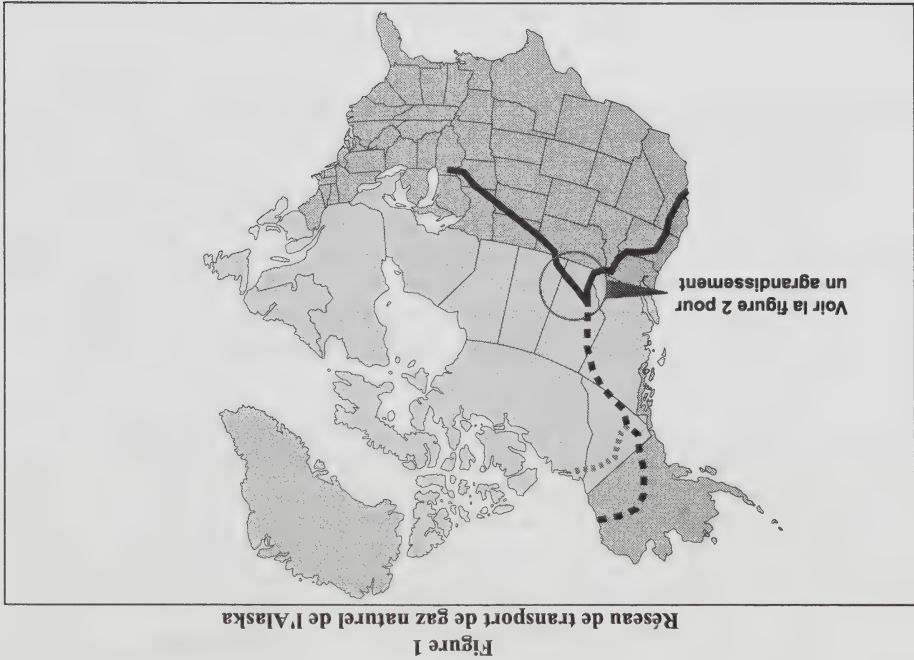 Figure 1
Réseau de transport de gaz naturel de l'Alaska
Voir la figure 2 pour
un agrandissement